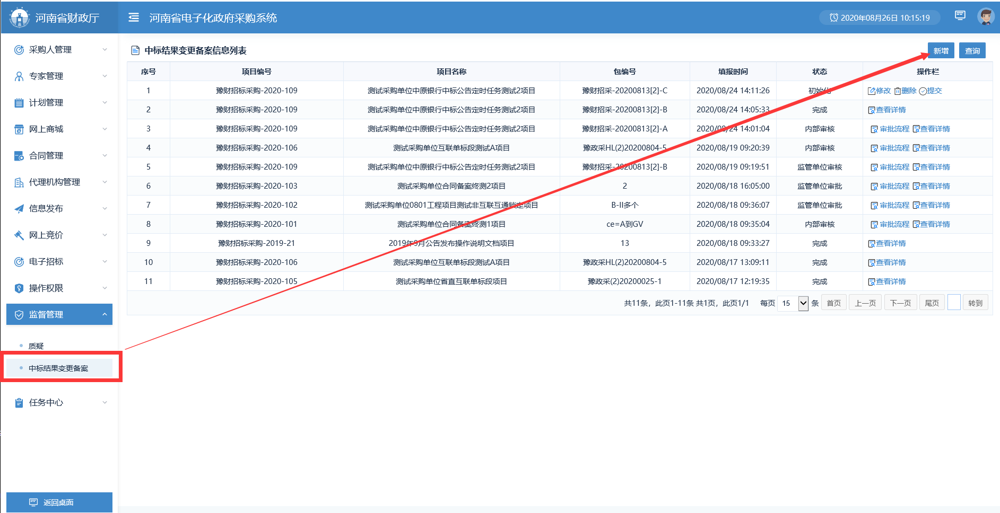 河南省财政厅
河南省电子化政府采购系统
2020年08月26日 10:15:19
采购人管理
专家管理
计划管理
网上商城
合同管理
代理机构管理
信息发布
网上竞价
电子招标
操作权限
监督管理
质疑
中标结果变更备案
任务中心
返回桌面
中标结果变更备案信息列表
新增 查询
序号 项目编号 项目名称 包编号 填报时间 状态 操作栏
1 豫财招标采购-2020-109 测试采购单位中原银行中标公告定时任务测试2项目 豫财招采-20200813[2]-C 2020/08/24 14:11:26 初始化 修改 删除 提交
2 豫财招标采购-2020-109 测试采购单位中原银行中标公告定时任务测试2项目 豫财招采-20200813[2]-B 2020/08/24 14:05:33 完成 查看详情
3 豫财招标采购-2020-109 测试采购单位中原银行中标公告定时任务测试2项目 豫财招采-20200813[2]-A 2020/08/24 14:01:04 内部审核 审批流程 查看详情
4 豫财招标采购-2020-106 测试采购单位互联单标段测试A项目 豫政采HL(2)20200804-5 2020/08/19 09:20:39 内部审核 审批流程 查看详情
5 豫财招标采购-2020-109 测试采购单位中原银行中标公告定时任务测试2项目 豫财招采-20200813[2]-B 2020/08/19 09:19:51 监管单位审核 审批流程 查看详情
6 豫财招标采购-2020-103 测试采购单位合同备案终测2项目 2 2020/08/18 16:05:00 监管单位审批 审批流程 查看详情
7 豫财招标采购-2020-102 测试采购单位0801工程项目测试非互联互通锁定项目 B-II多个 2020/08/18 09:36:07 监管单位审批 审批流程 查看详情
8 豫财招标采购-2020-101 测试采购单位合同备案终测1项目 ce=A到GV 2020/08/18 09:35:04 内部审核 审批流程 查看详情
9 豫财招标采购-2019-21 2019年9月公告发布操作说明文档项目 13 2020/08/18 09:33:27 完成 查看详情
10 豫财招标采购-2020-106 测试采购单位互联单标段测试A项目 豫政采HL(2)20200804-5 2020/08/17 13:09:11 完成 查看详情
11 豫财招标采购-2020-105 测试采购单位省直互联单标段项目 豫政采(2)20200025-1 2020/08/17 12:19:35 完成 查看详情
共11条，此页1-11条 共1页，此页1/1 每页 15 条 首页 上一页 下一页 尾页 转到